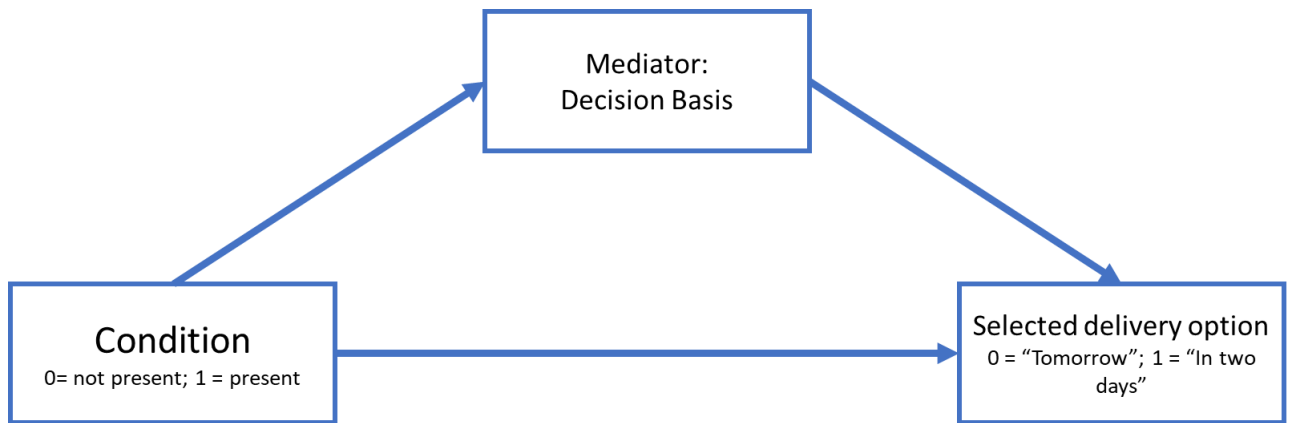 Mediator:
Decision Basis
Condition
0= not present; 1 = present
Selected delivery option
0 = “Tomorrow”; 1 = “In two
days”